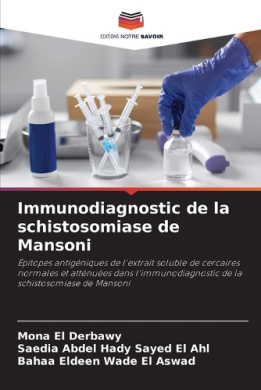 EDITIONS NOTRE SAVOIR
Immunodiagnostic de la
schistosomiase de
Mansoni
Épitopes antigéniques de l'extrait soluble de cercaires
normales et atténuées dans l'immunodiagnostic de la
schistosomiase de Mansoni
Mona El Derbawy
Saedia Abdel Hady Sayed El Ahl
Bahaa Eldeen Wade El Aswad